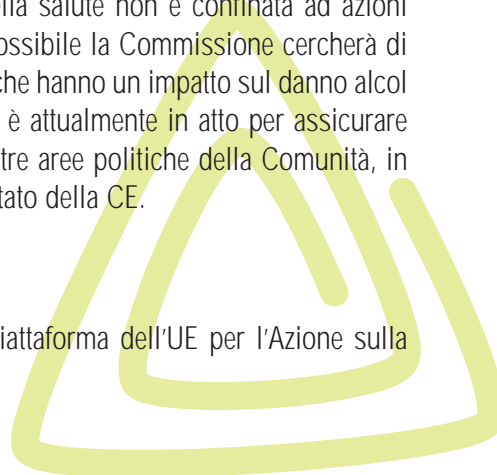 ella salute non è confinata ad azioni
ossibile la Commissione cercherà di
che hanno un impatto sul danno alcol
è attualmente in atto per assicurare
tre aree politiche della Comunità, in
tato della CE.
iattaforma dell'UE per l'Azione sulla